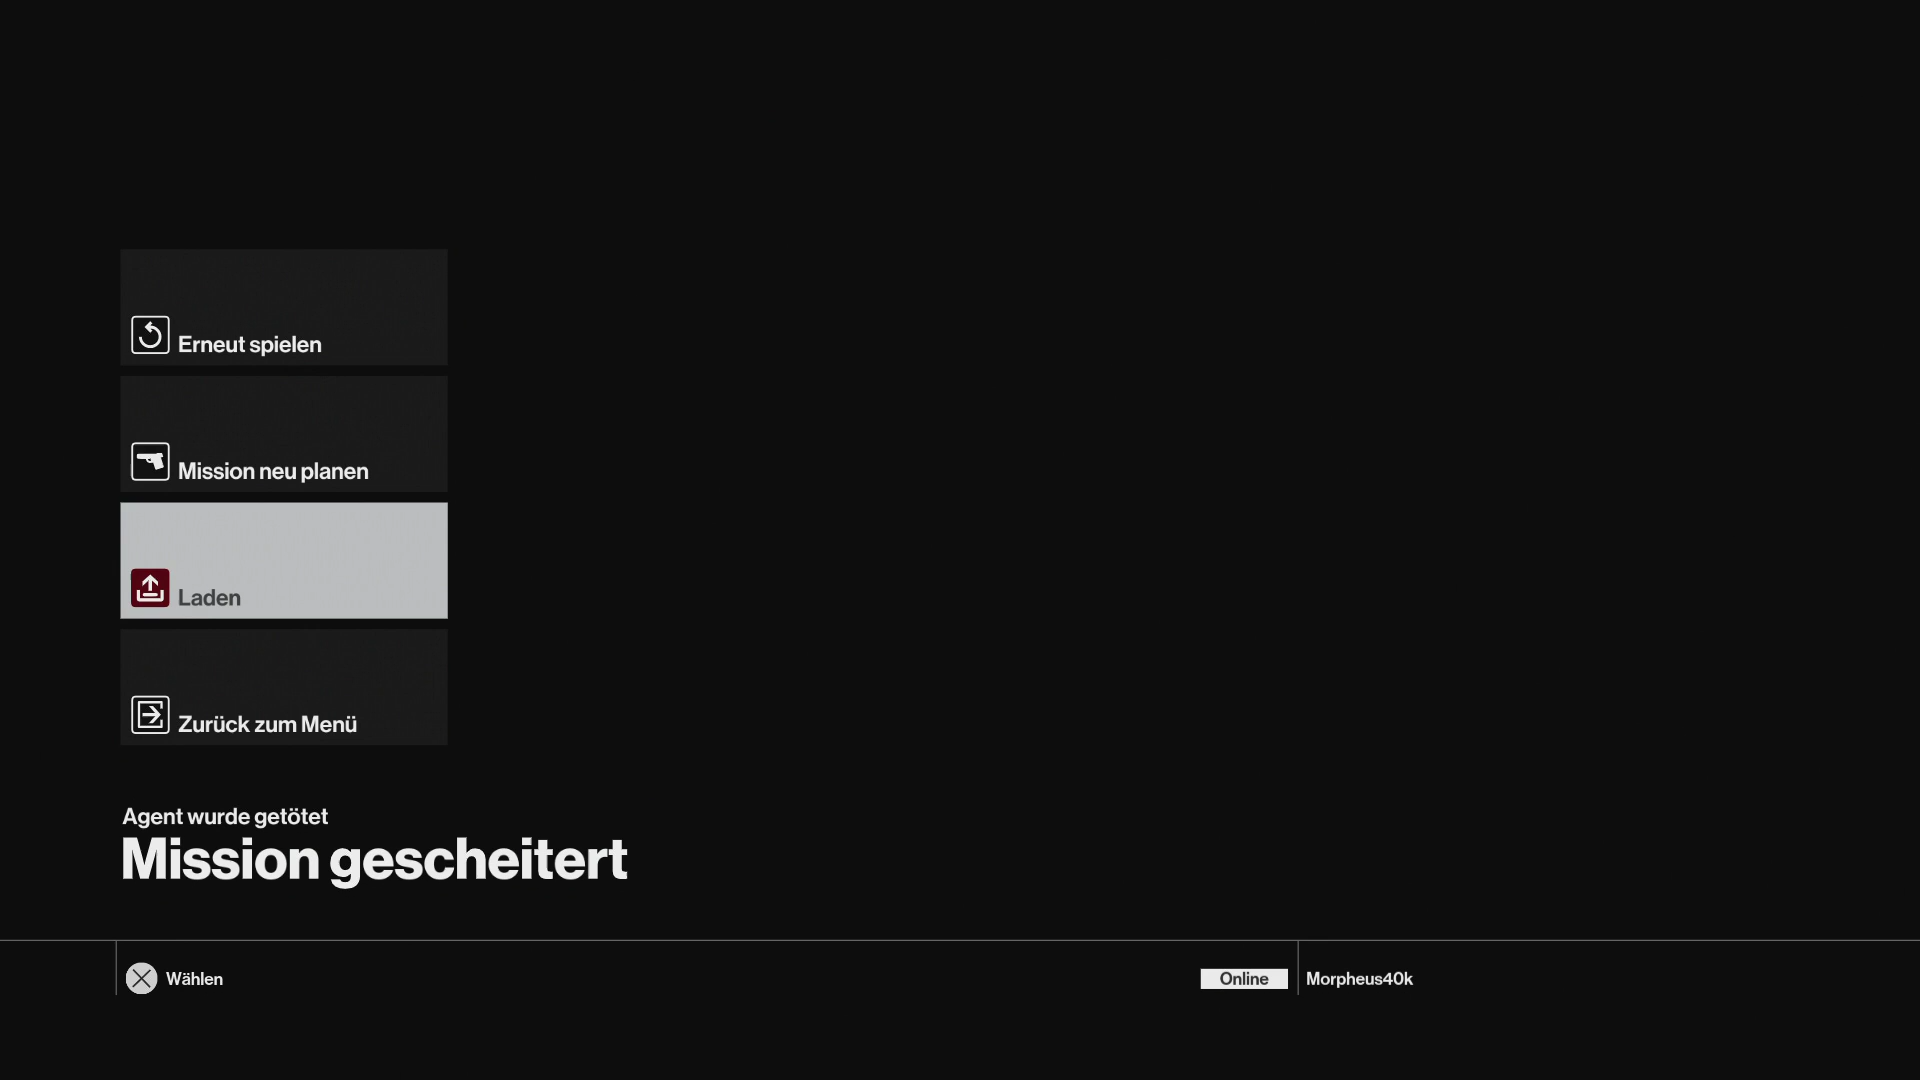 Erneut spielen
Mission neu planen
Laden
Zurück zum Menü
Agent wurde getötet
Mission gescheitert
Wählen
Online
Morpheus40k